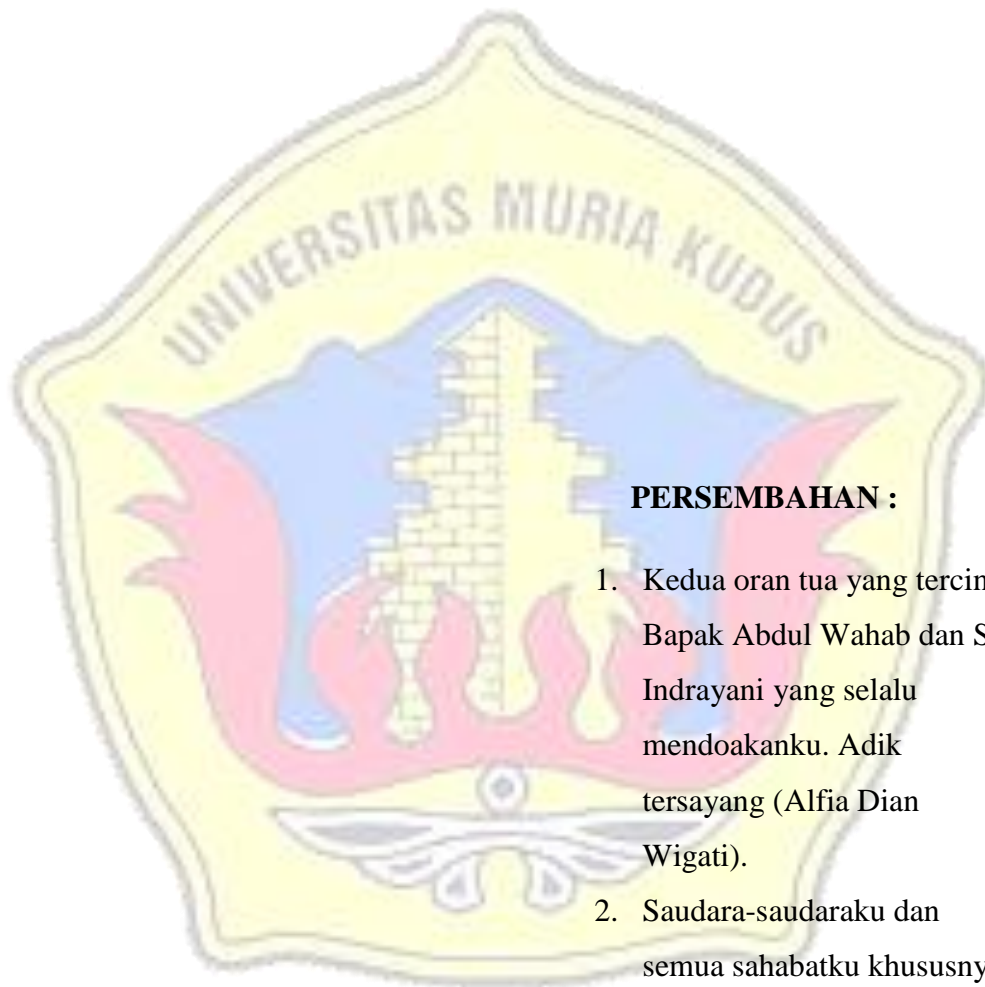 UNIVERSITAS MURIA KUDUS
PERSEMBAHAN :
1. Kedua oran tua yang tercin
Bapak Abdul Wahab dan S
Indrayani yang selalu
mendoakanku. Adik
tersayang (Alfia Dian
Wigati).
2. Saudara-saudaraku dan
semua sahabatku khususny